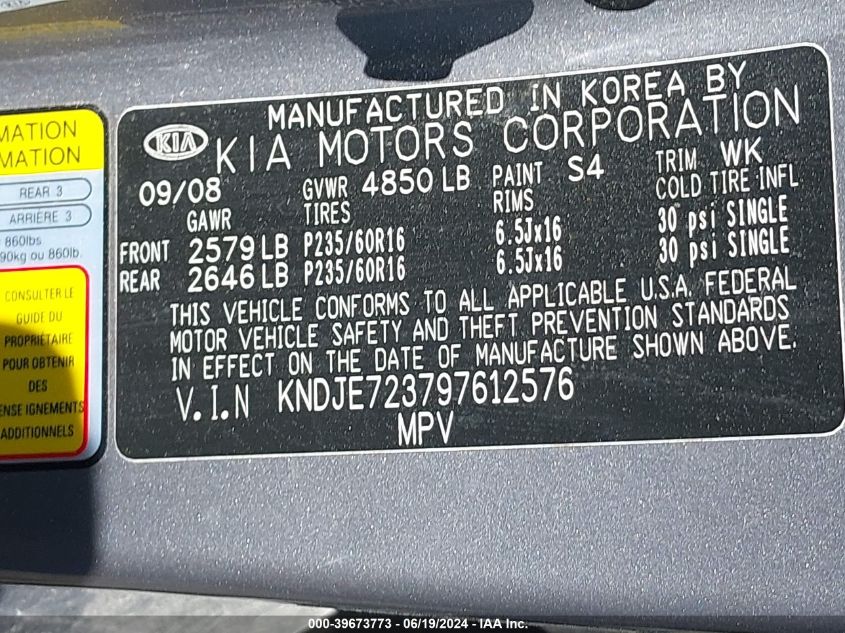 MANUFACTURED IN KOREA BY
KIA KIA MOTORS CORPORATION
09/08 GVWR 4850 LB PAINT S4 TRIM WK
GAWR TIRES RIMS COLD TIRE INFL
FRONT 2579 LB P235/60R16 6.5Jx16 30 psi SINGLE
REAR 2646 LB P235/60R16 6.5Jx16 30 psi SINGLE
THIS VEHICLE CONFORMS TO ALL APPLICABLE U.S.A. FEDERAL
MOTOR VEHICLE SAFETY AND THEFT PREVENTION STANDARDS
IN EFFECT ON THE DATE OF MANUFACTURE SHOWN ABOVE.
V.I.N KNDJE723797612576
MPV
MATION
MATION
REAR 3
ARRIÈRE 3
860lbs
90kg ou 860lb.
CONSULTER LE
GUIDE DU
PROPRIÉTAIRE
POUR OBTENIR
DES
ENSEIGNEMENTS
ADDITIONNELS
000-39673773 - 06/19/2024 - IAA Inc.